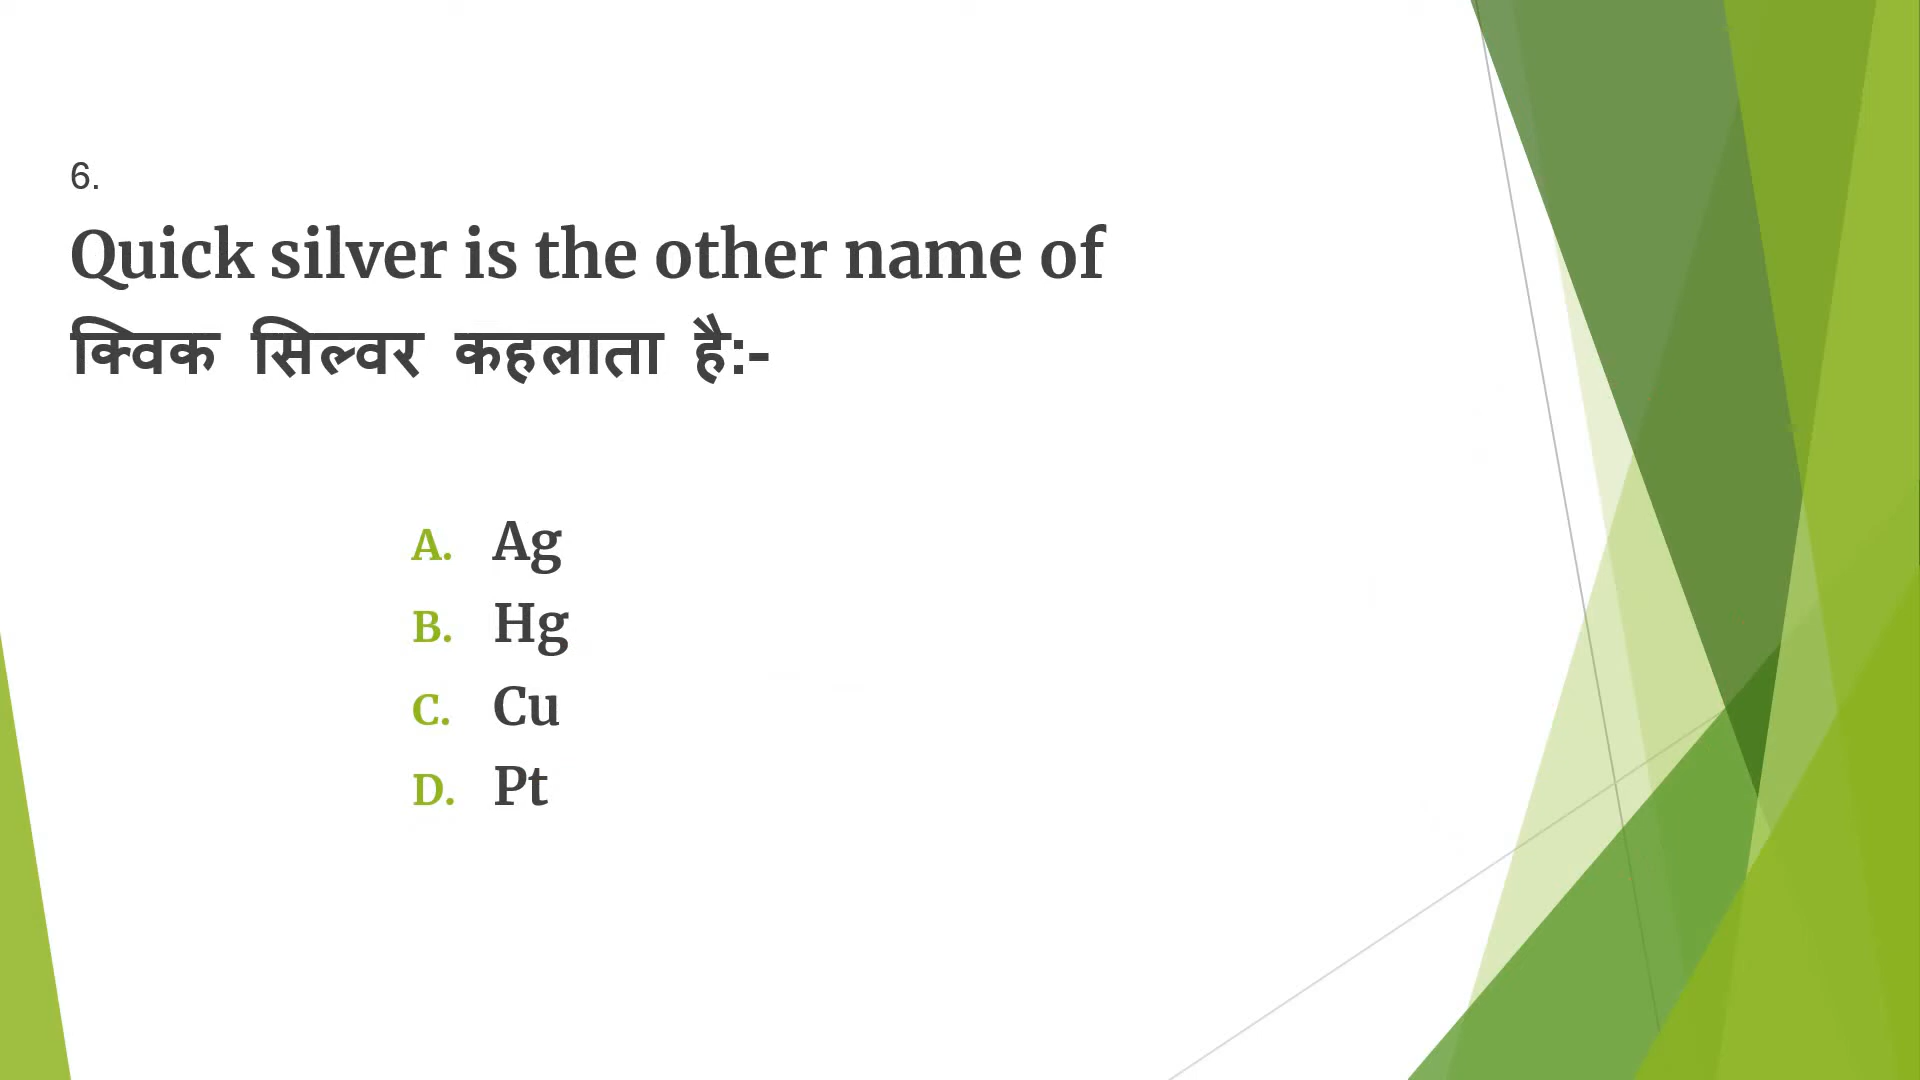 6.
Quick silver is the other name of
क्विक सिल्वर कहलाता है:-
A. Ag
B. Hg
C. Cu
D. Pt